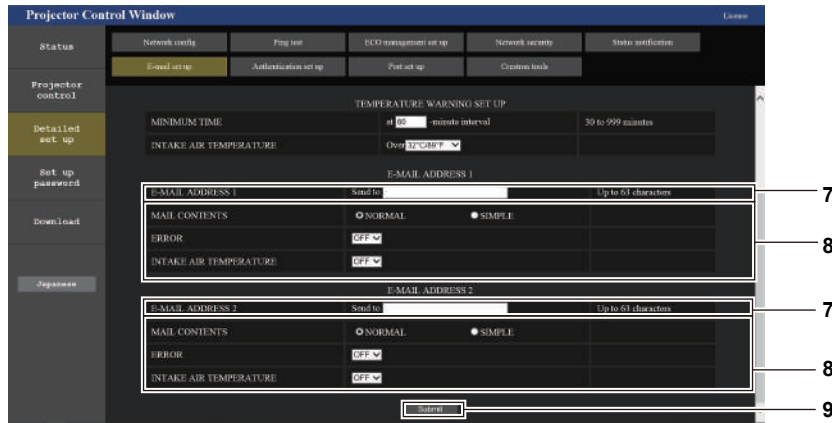 Projector Control Window
License
Status
Network config
Ping test
ECO management set up
Network security
Status notification
E-mail set up
Authentication set up
Port set up
Crestron tools
Projector
control
Detailed
set up
Set up
password
Download
Japanese
TEMPERATURE WARNING SET UP
MINIMUM TIME
at 60 -minute interval
30 to 999 minutes
INTAKE AIR TEMPERATURE
Over 32°C/89°F
E-MAIL ADDRESS 1
E-MAIL ADDRESS 1
Send to
Up to 63 characters
7
MAIL CONTENTS
NORMAL
SIMPLE
ERROR
OFF
8
INTAKE AIR TEMPERATURE
OFF
E-MAIL ADDRESS 2
E-MAIL ADDRESS 2
Send to
Up to 63 characters
7
MAIL CONTENTS
NORMAL
SIMPLE
ERROR
OFF
8
INTAKE AIR TEMPERATURE
OFF
Submit
9